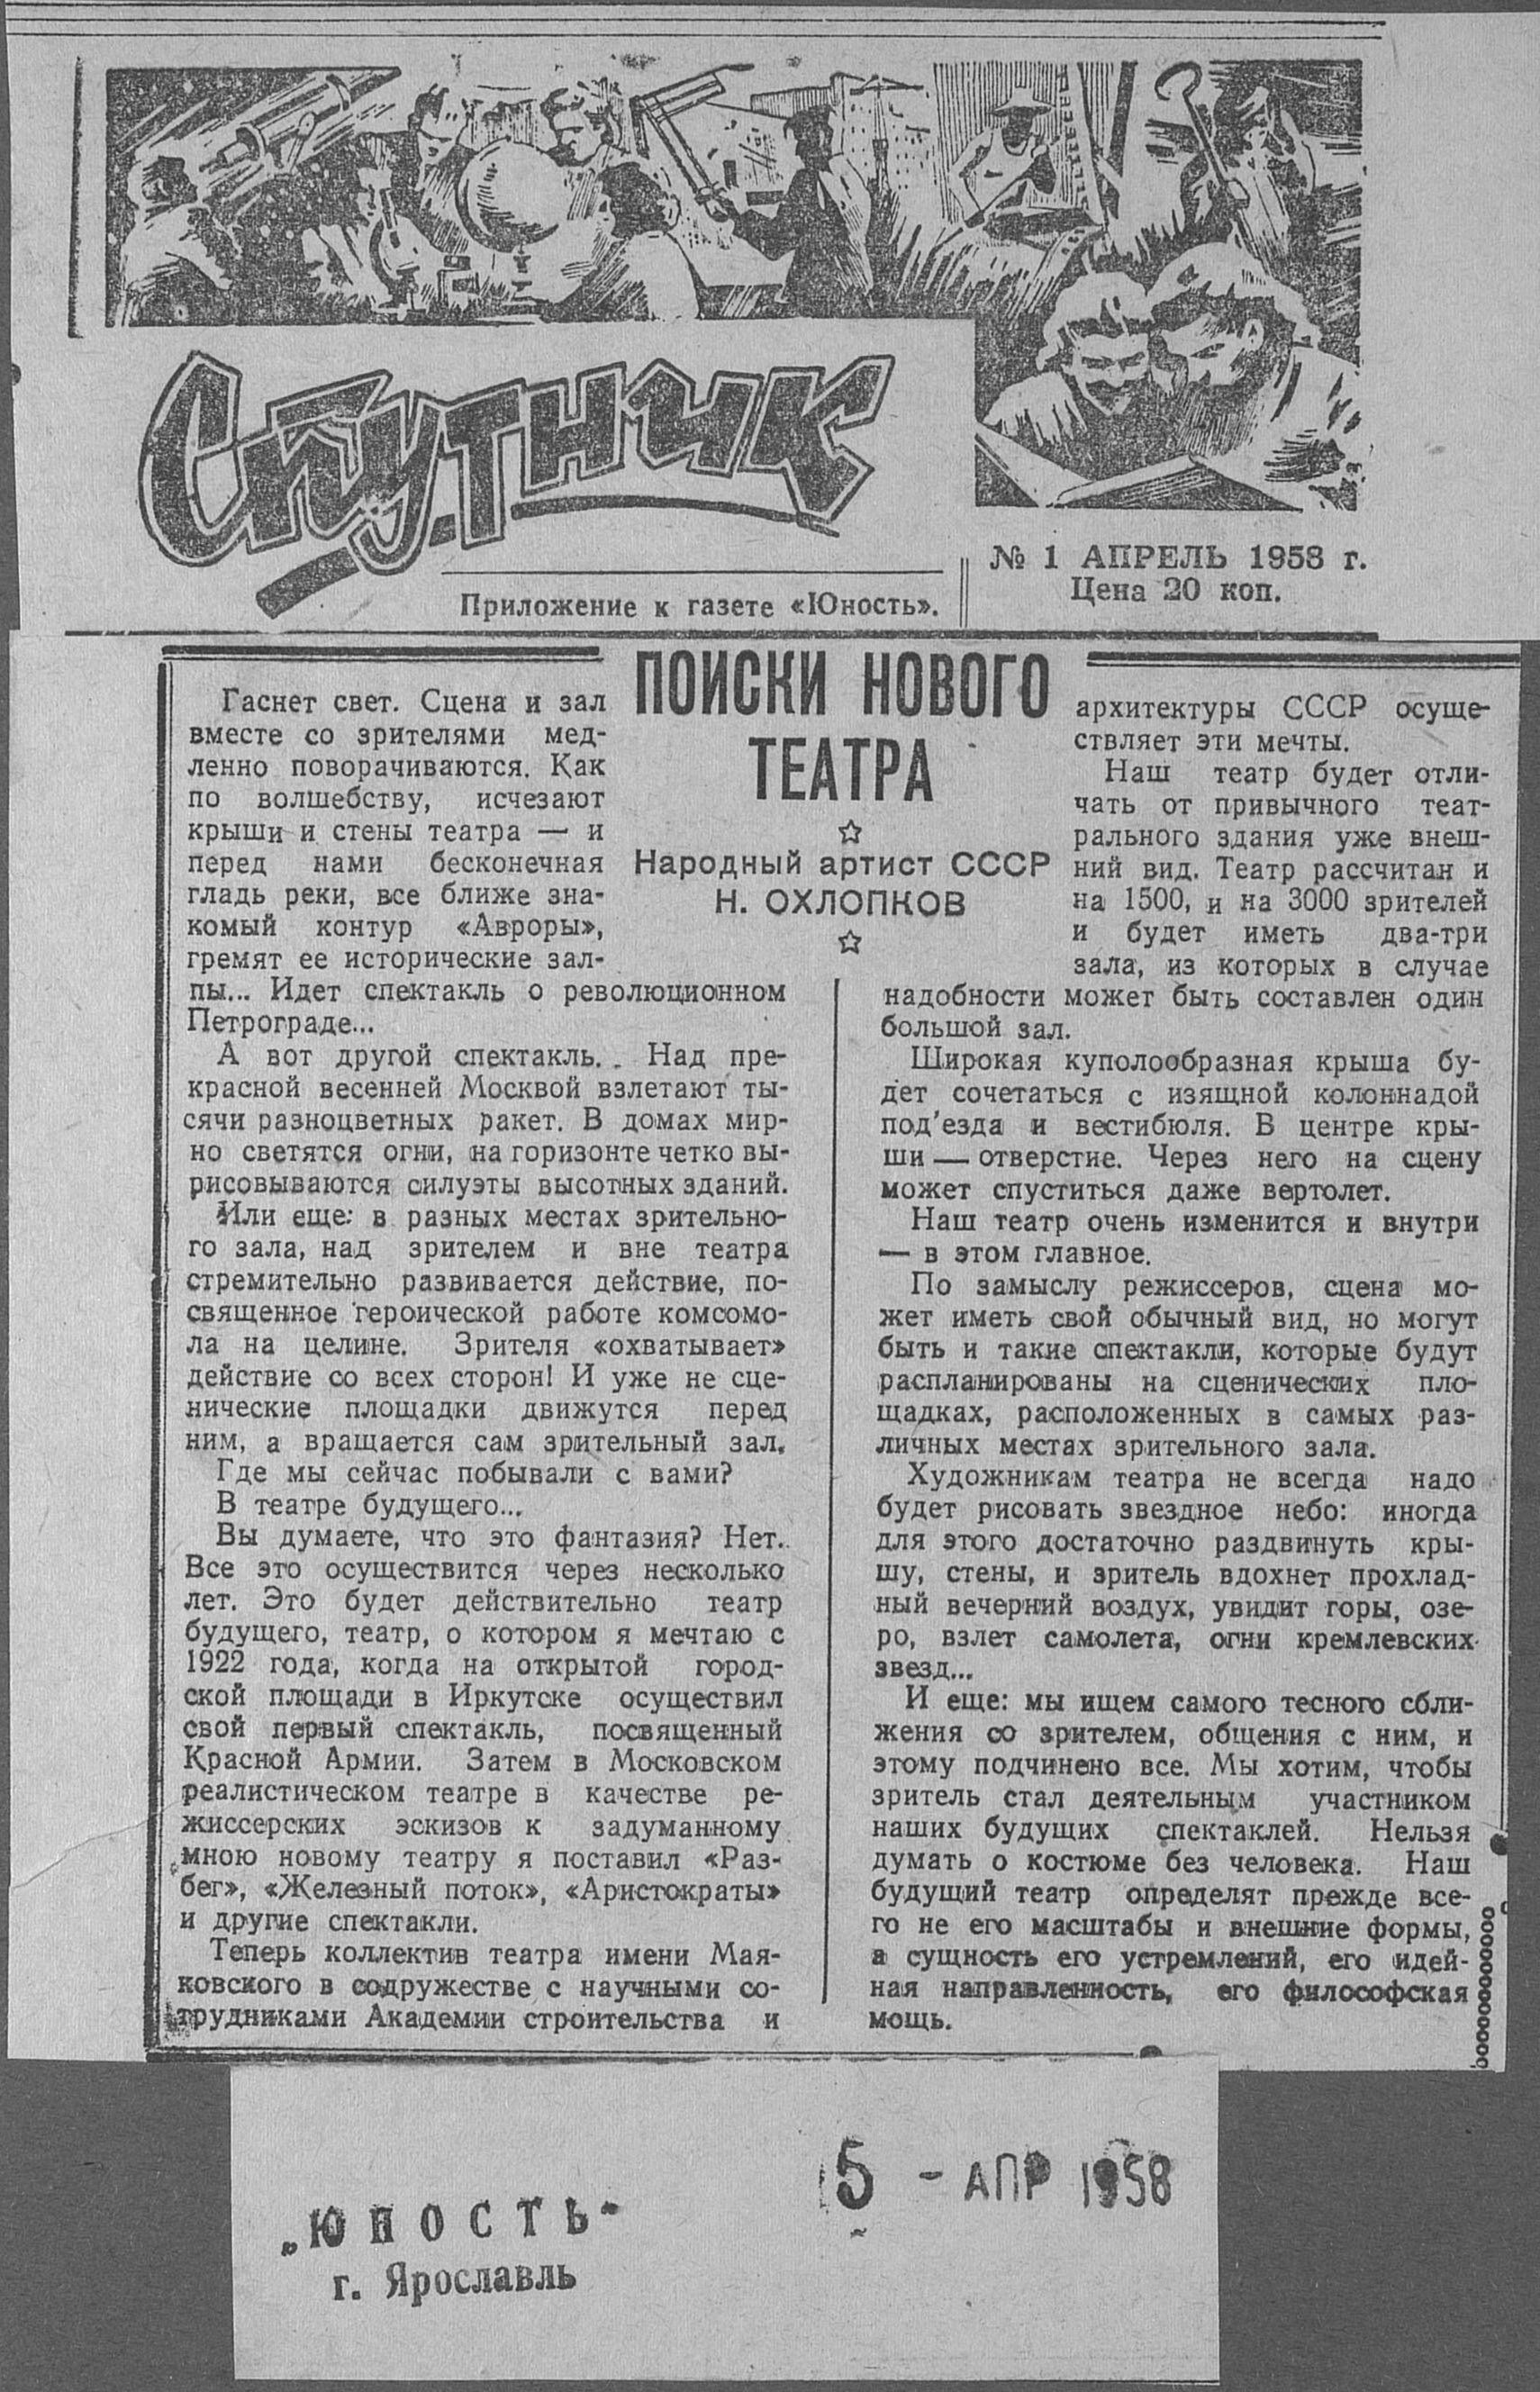 Спутник
Приложение к газете «Юность».
№ 1 АПРЕЛЬ 1958 г.
Цена 20 коп.
ПОИСКИ НОВОГО
ТЕАТРА
Народный артист СССР
Н. ОХЛОПКОВ
Гаснет свет. Сцена и зал
вместе со зрителями мед-
ленно поворачиваются. Как
по волшебству, исчезают
крыши и стены театра — и
перед нами бесконечная
гладь реки, все ближе зна-
комый контур «Авроры»,
гремят ее исторические зал-
пы... Идет спектакль о революционном
Петрограде...
А вот другой спектакль.. Над пре-
красной весенней Москвой взлетают ты-
сячи разноцветных ракет. В домах мир-
но светятся огни, на горизонте четко вы-
рисовываются силуэты высотных зданий.
Или еще: в разных местах зрительно-
го зала, над зрителем и вне театра
стремительно развивается действие, по-
священное героической работе комсомо-
ла на целине. Зрителя «охватывает»
действие со всех сторон! И уже не сце-
нические площадки движутся перед
ним, а вращается сам зрительный зал.
Где мы сейчас побывали с вами?
В театре будущего...
Вы думаете, что это фантазия? Нет.
Все это осуществится через несколько
лет. Это будет действительно театр
будущего, театр, о котором я мечтаю с
1922 года, когда на открытой город-
ской площади в Иркутске осуществил
свой первый спектакль, посвященный
Красной Армии. Затем в Московском
реалистическом театре в качестве ре-
жиссерских эскизов к задуманному
мною новому театру я поставил «Раз-
бег», «Железный поток», «Аристократы»
и другие спектакли.
Теперь коллектив театра имени Мая-
ковского в содружестве с научными со-
трудниками Академии строительства и
архитектуры СССР осуще-
ствляет эти мечты.
Наш театр будет отли-
чать от привычного теат-
рального здания уже внеш-
ний вид. Театр рассчитан и
на 1500, и на 3000 зрителей
и будет иметь два-три
зала, из которых в случае
надобности может быть составлен один
большой зал.
Широкая куполообразная крыша бу-
дет сочетаться с изящной колоннадой
под'езда и вестибюля. В центре кры-
ши — отверстие. Через него на сцену
может спуститься даже вертолет.
Наш театр очень изменится и внутри
— в этом главное.
По замыслу режиссеров, сцена мо-
жет иметь свой обычный вид, но могут
быть и такие спектакли, которые будут
распланированы на сценических пло-
щадках, расположенных в самых раз-
личных местах зрительного зала.
Художникам театра не всегда надо
будет рисовать звездное небо: иногда
для этого достаточно раздвинуть кры-
шу, стены, и зритель вдохнет прохлад-
ный вечерний воздух, увидит горы, озе-
ро, взлет самолета, огни кремлевских
звезд...
И еще: мы ищем самого тесного сбли-
жения со зрителем, общения с ним, и
этому подчинено все. Мы хотим, чтобы
зритель стал деятельным участником
наших будущих спектаклей. Нельзя
думать о костюме без человека. Наш
будущий театр определят прежде все-
го не его масштабы и внешние формы,
а сущность его устремлений, его идей-
ная направленность, его философская
мощь.
5 - АПР 1958
„ЮНОСТЬ"
г. Ярославль